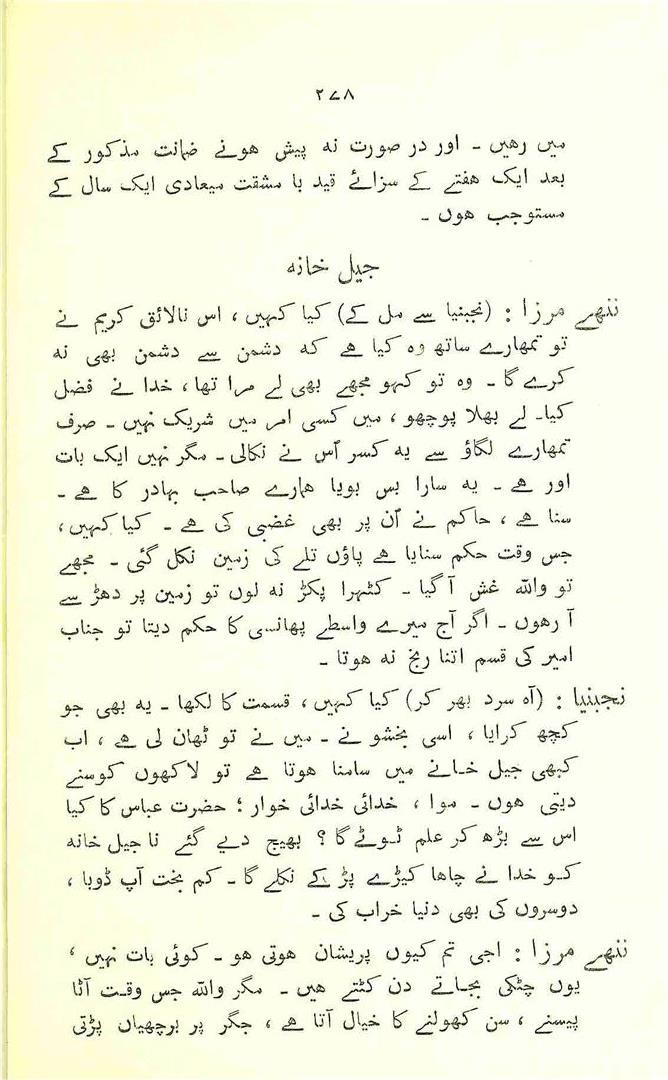 ۲۷۸
میں رہیں ۔ اور در صورت نہ پیش ہونے ضمانت مذکور کے
بعد ایک ہفتے کے سزائے قید با مشقت میعادی ایک سال کے
مستوجب ہوں ۔
جیل خانہ
ننھے مرزا : (نجبنیا سے مل کے) کیا کہیں ، اس نالائق کریم نے
تو تمھارے ساتھ وہ کیا ہے کہ دشمن سے دشمن بھی نہ
کرے گا ۔ وہ تو کہو مجھے بھی لے مرا تھا ، خدا نے فضل
کیا ۔ لے بھلا پوچھو ، میں کسی امر میں شریک نہیں ۔ صرف
تمھارے لگاؤ سے یہ کسر اُس نے نکالی ۔ مگر نہیں ایک بات
اور ہے ۔ یہ سارا بس بویا ہمارے صاحب بہادر کا ہے ۔
سنا ہے ، حاکم نے اُن پر بھی غضبی کی ہے ۔ کیا کہیں ،
جس وقت حکم سنایا ہے پاؤں تلے کی زمین نکل گئی ۔ مجھے
تو واللہ غش آ گیا ۔ کٹہرا پکڑ نہ لوں تو زمین پر دھڑ سے
آ رہوں ۔ اگر آج میرے واسطے پھانسی کا حکم دیتا تو جناب
امیر کی قسم اتنا رنج نہ ہوتا ۔
نجبنیا : (آہ سرد بھر کر) کیا کہیں ، قسمت کا لکھا ۔ یہ بھی جو
کچھ کرایا ، اسی بخشو نے ۔ میں نے تو ٹھان لی ہے ، اب
کبھی جیل خانے میں سامنا ہوتا ہے تو لاکھوں کوسنے
دیتی ہوں ۔ موا ، خدائی خدائی خوار ؛ حضرت عباس کا کیا
اس سے بڑھ کر علم ٹوٹے گا ؟ بھیج دیے گئے نا جیل خانہ
کو خدا نے چاھا کیڑے پڑ کے نکلے گا ۔ کم بخت آپ ڈوبا ،
دوسروں کی بھی دنیا خراب کی ۔
ننھے مرزا : اجی تم کیوں پریشان ہوتی ہو ۔ کوئی بات نہیں ،
یوں چٹکی بجاتے دن کٹتے ہیں ۔ مگر واللہ جس وقت آٹا
پیسنے ، سن کھولنے کا خیال آتا ہے ، جگر پر برچھیاں پڑتی